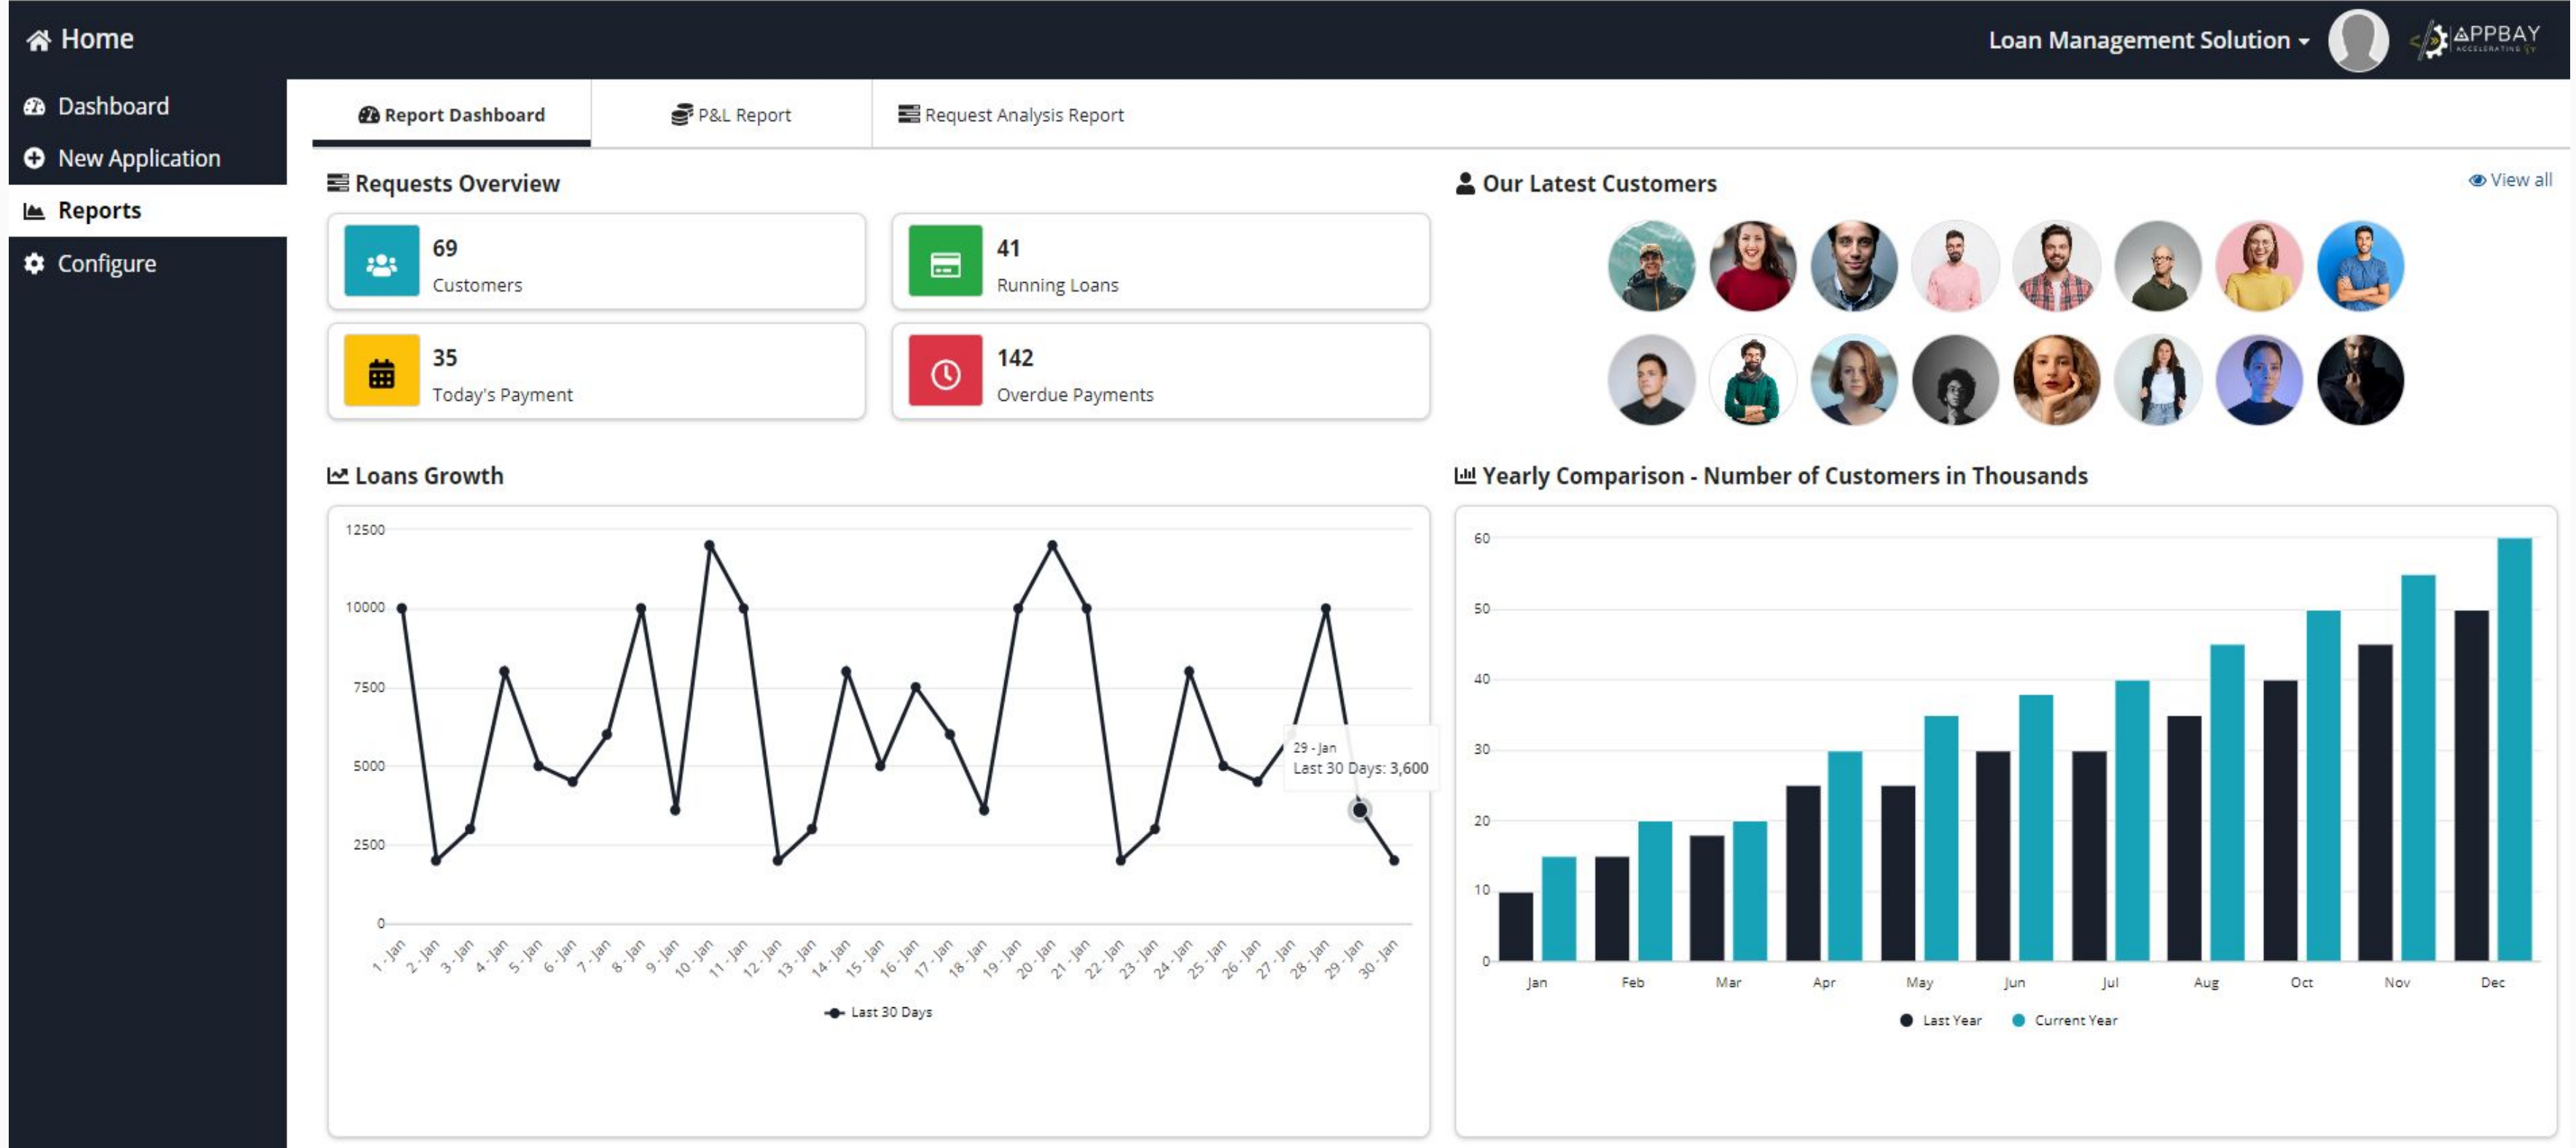 Home
Loan Management Solution
APPBAY
Dashboard
New Application
Reports
Configure
Report Dashboard
P&L Report
Request Analysis Report
Requests Overview
69
Customers
41
Running Loans
35
Today's Payment
142
Overdue Payments
Our Latest Customers
View all
Loans Growth
12500
10000
7500
5000
2500
0
29 - Jan
Last 30 Days: 3,600
1 - Jan
2 - Jan
3 - Jan
4 - Jan
5 - Jan
6 - Jan
7 - Jan
8 - Jan
9 - Jan
10 - Jan
11 - Jan
12 - Jan
13 - Jan
14 - Jan
15 - Jan
16 - Jan
17 - Jan
18 - Jan
19 - Jan
20 - Jan
21 - Jan
22 - Jan
23 - Jan
24 - Jan
25 - Jan
26 - Jan
27 - Jan
28 - Jan
29 - Jan
30 - Jan
Last 30 Days
Yearly Comparison - Number of Customers in Thousands
60
50
40
30
20
10
0
Jan Feb Mar Apr May Jun Jul Aug Oct Nov Dec
Last Year Current Year